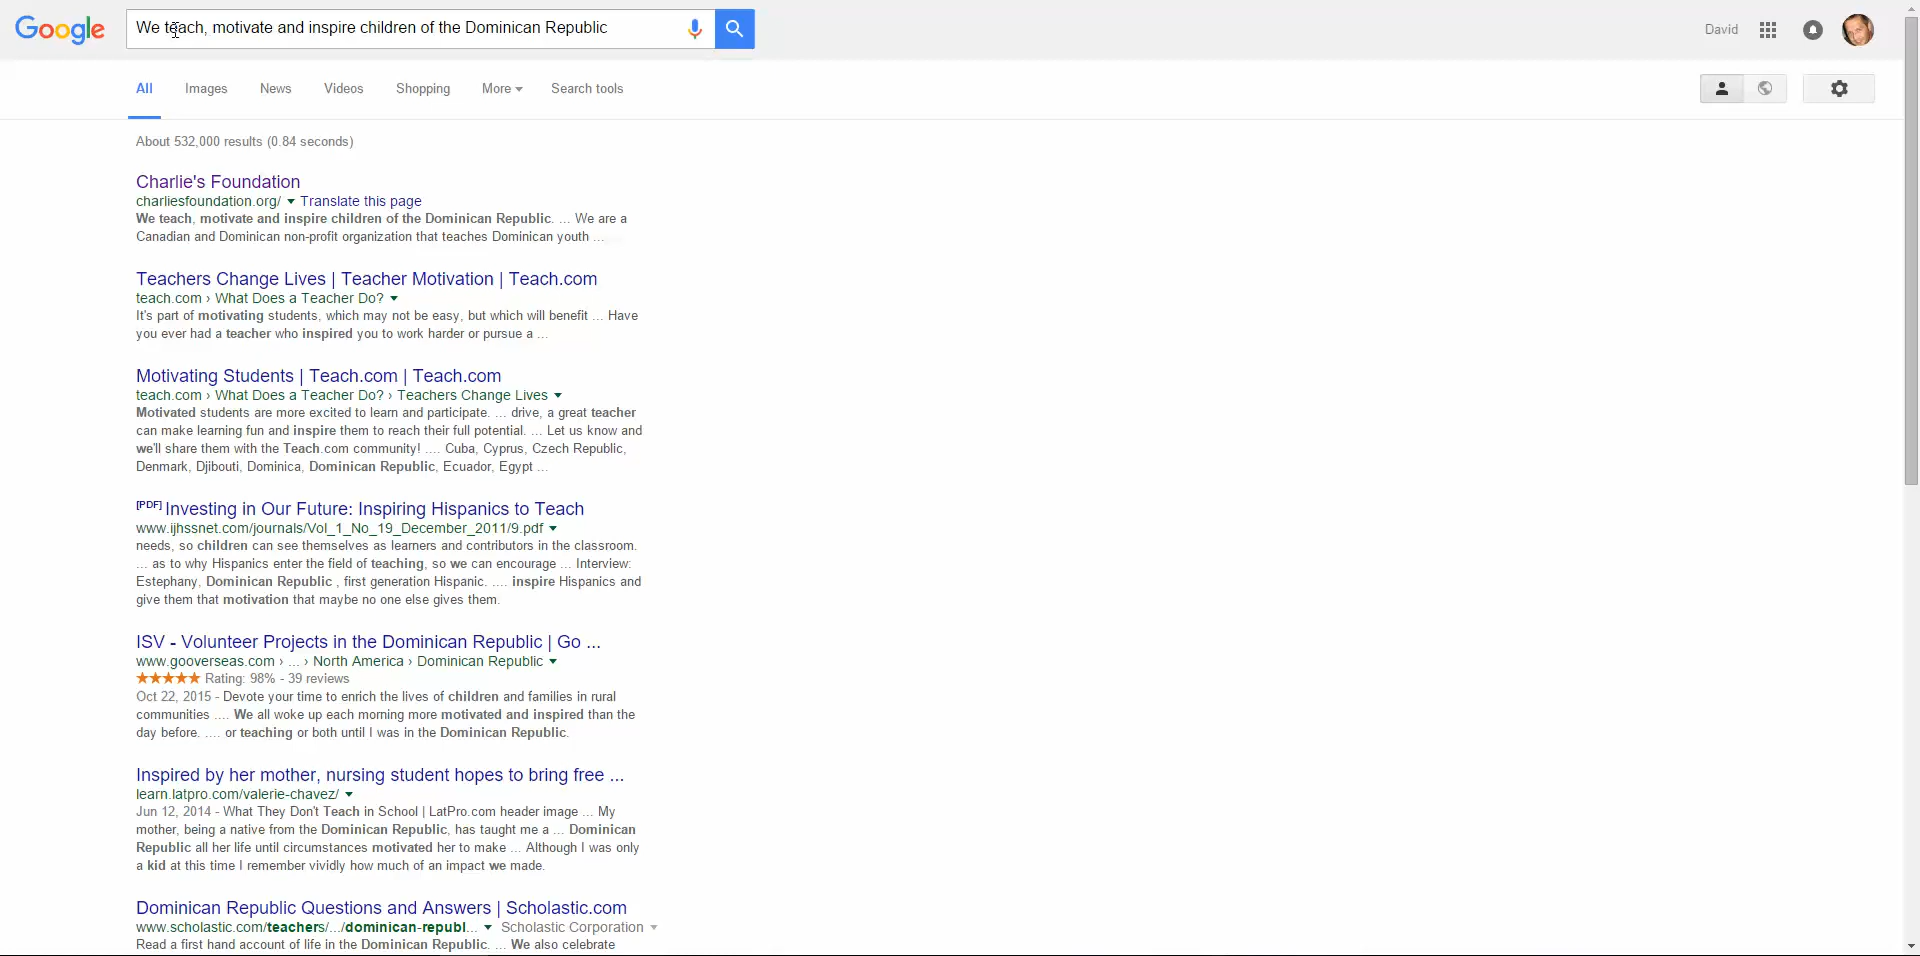 Google
We teach, motivate and inspire children of the Dominican Republic
David
All Images News Videos Shopping More Search tools
About 532,000 results (0.84 seconds)
Charlie's Foundation
charliesfoundation.org/ Translate this page
We teach, motivate and inspire children of the Dominican Republic. ... We are a
Canadian and Dominican non-profit organization that teaches Dominican youth ...
Teachers Change Lives | Teacher Motivation | Teach.com
teach.com › What Does a Teacher Do?
It's part of motivating students, which may not be easy, but which will benefit ... Have
you ever had a teacher who inspired you to work harder or pursue a ...
Motivating Students | Teach.com | Teach.com
teach.com › What Does a Teacher Do? › Teachers Change Lives
Motivated students are more excited to learn and participate. ... drive, a great teacher
can make learning fun and inspire them to reach their full potential. ... Let us know and
we'll share them with the Teach.com community! .... Cuba, Cyprus, Czech Republic,
Denmark, Djibouti, Dominica, Dominican Republic, Ecuador, Egypt ...
[PDF] Investing in Our Future: Inspiring Hispanics to Teach
www.ijhssnet.com/journals/Vol_1_No_19_December_2011/9.pdf
needs, so children can see themselves as learners and contributors in the classroom.
... as to why Hispanics enter the field of teaching, so we can encourage ... Interview:
Estephany, Dominican Republic , first generation Hispanic. .... inspire Hispanics and
give them that motivation that maybe no one else gives them.
ISV - Volunteer Projects in the Dominican Republic | Go ...
www.gooverseas.com › ... › North America › Dominican Republic
★★★★★ Rating: 98% - 39 reviews
Oct 22, 2015 - Devote your time to enrich the lives of children and families in rural
communities .... We all woke up each morning more motivated and inspired than the
day before. .... or teaching or both until I was in the Dominican Republic.
Inspired by her mother, nursing student hopes to bring free ...
learn.latpro.com/valerie-chavez/
Jun 12, 2014 - What They Don't Teach in School | LatPro.com header image ... My
mother, being a native from the Dominican Republic, has taught me a ... Dominican
Republic all her life until circumstances motivated her to make ... Although I was only
a kid at this time I remember vividly how much of an impact we made.
Dominican Republic Questions and Answers | Scholastic.com
www.scholastic.com/teachers/.../dominican-republ... Scholastic Corporation
Read a first hand account of life in the Dominican Republic. ... We also celebrate